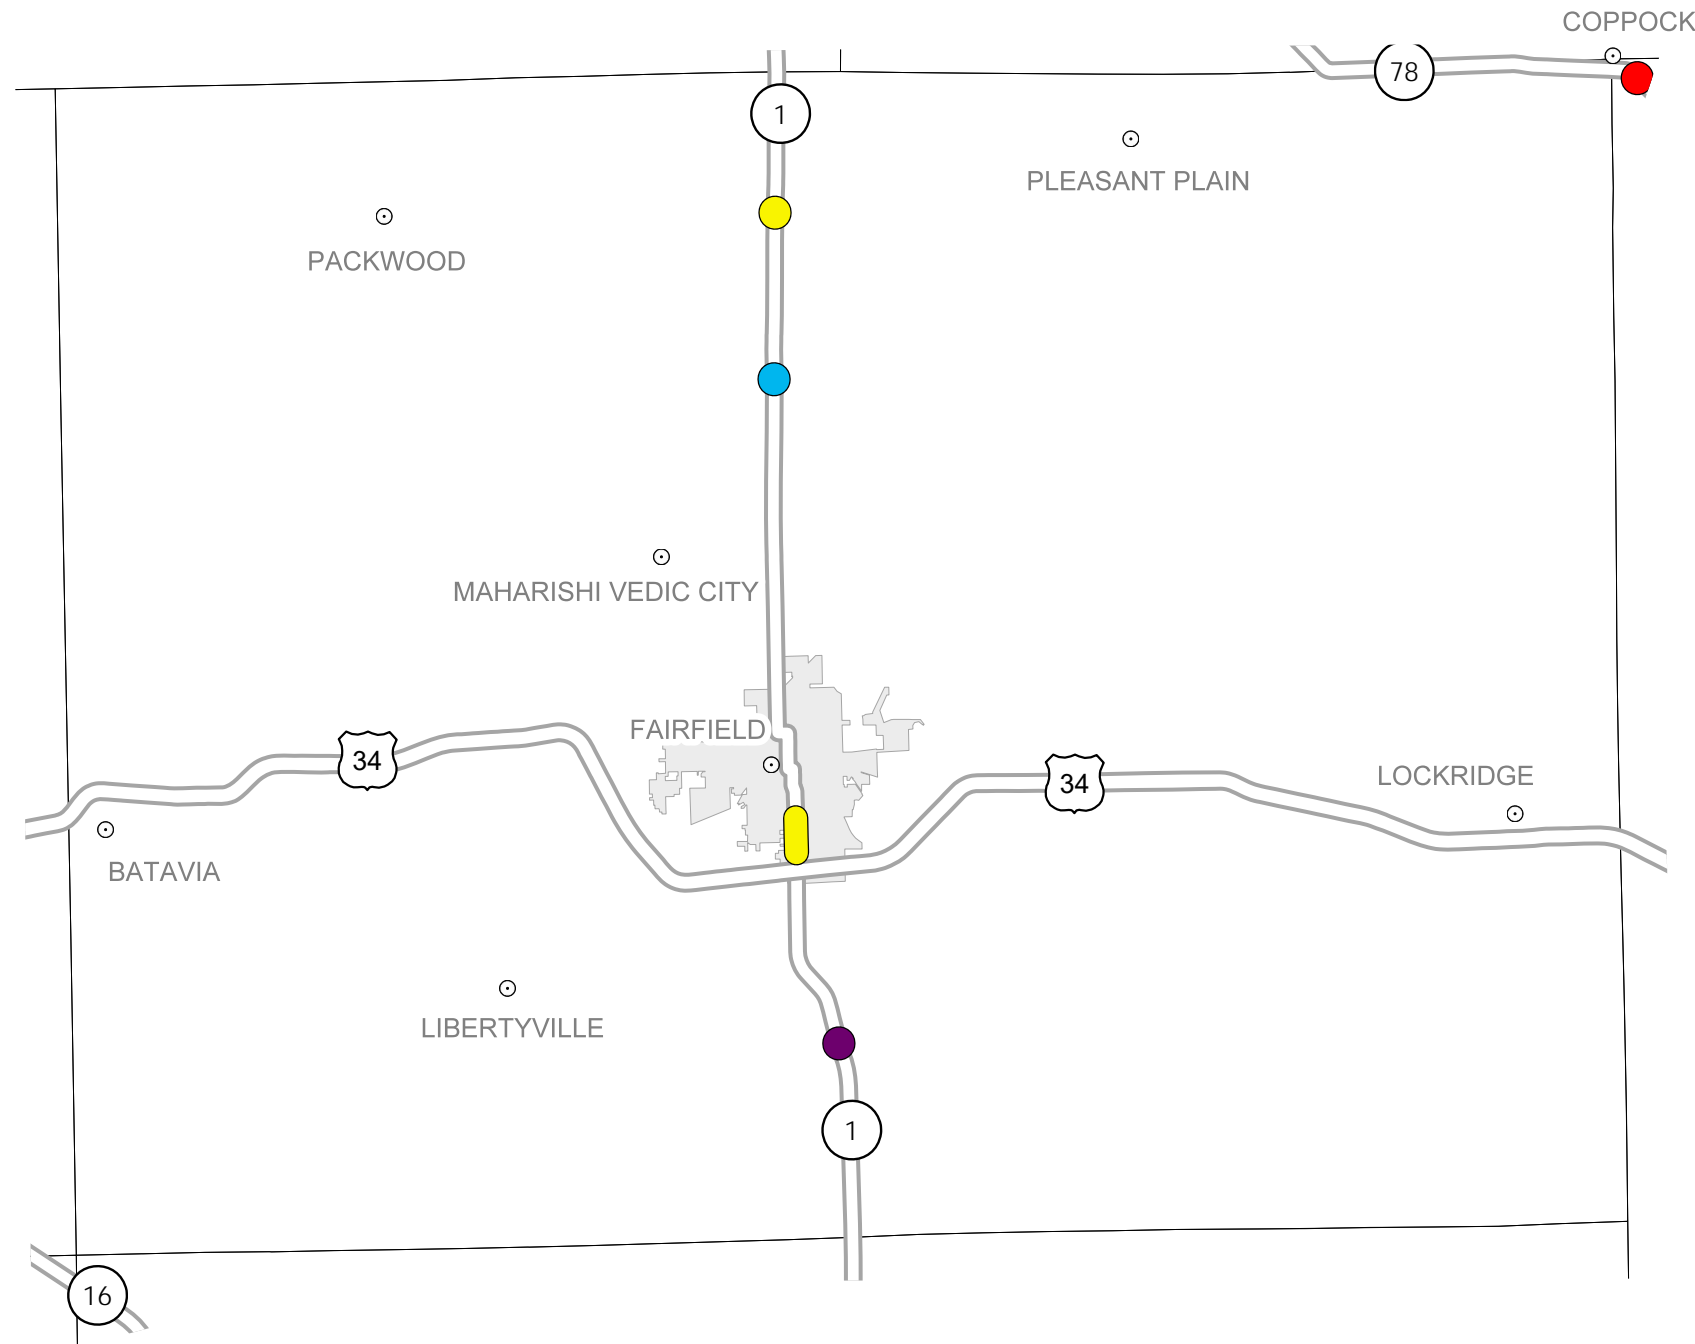 COPPOCK
78
1
PLEASANT PLAIN
PACKWOOD
MAHARISHI VEDIC CITY
FAIRFIELD
34
34
LOCKRIDGE
BATAVIA
LIBERTYVILLE
1
16